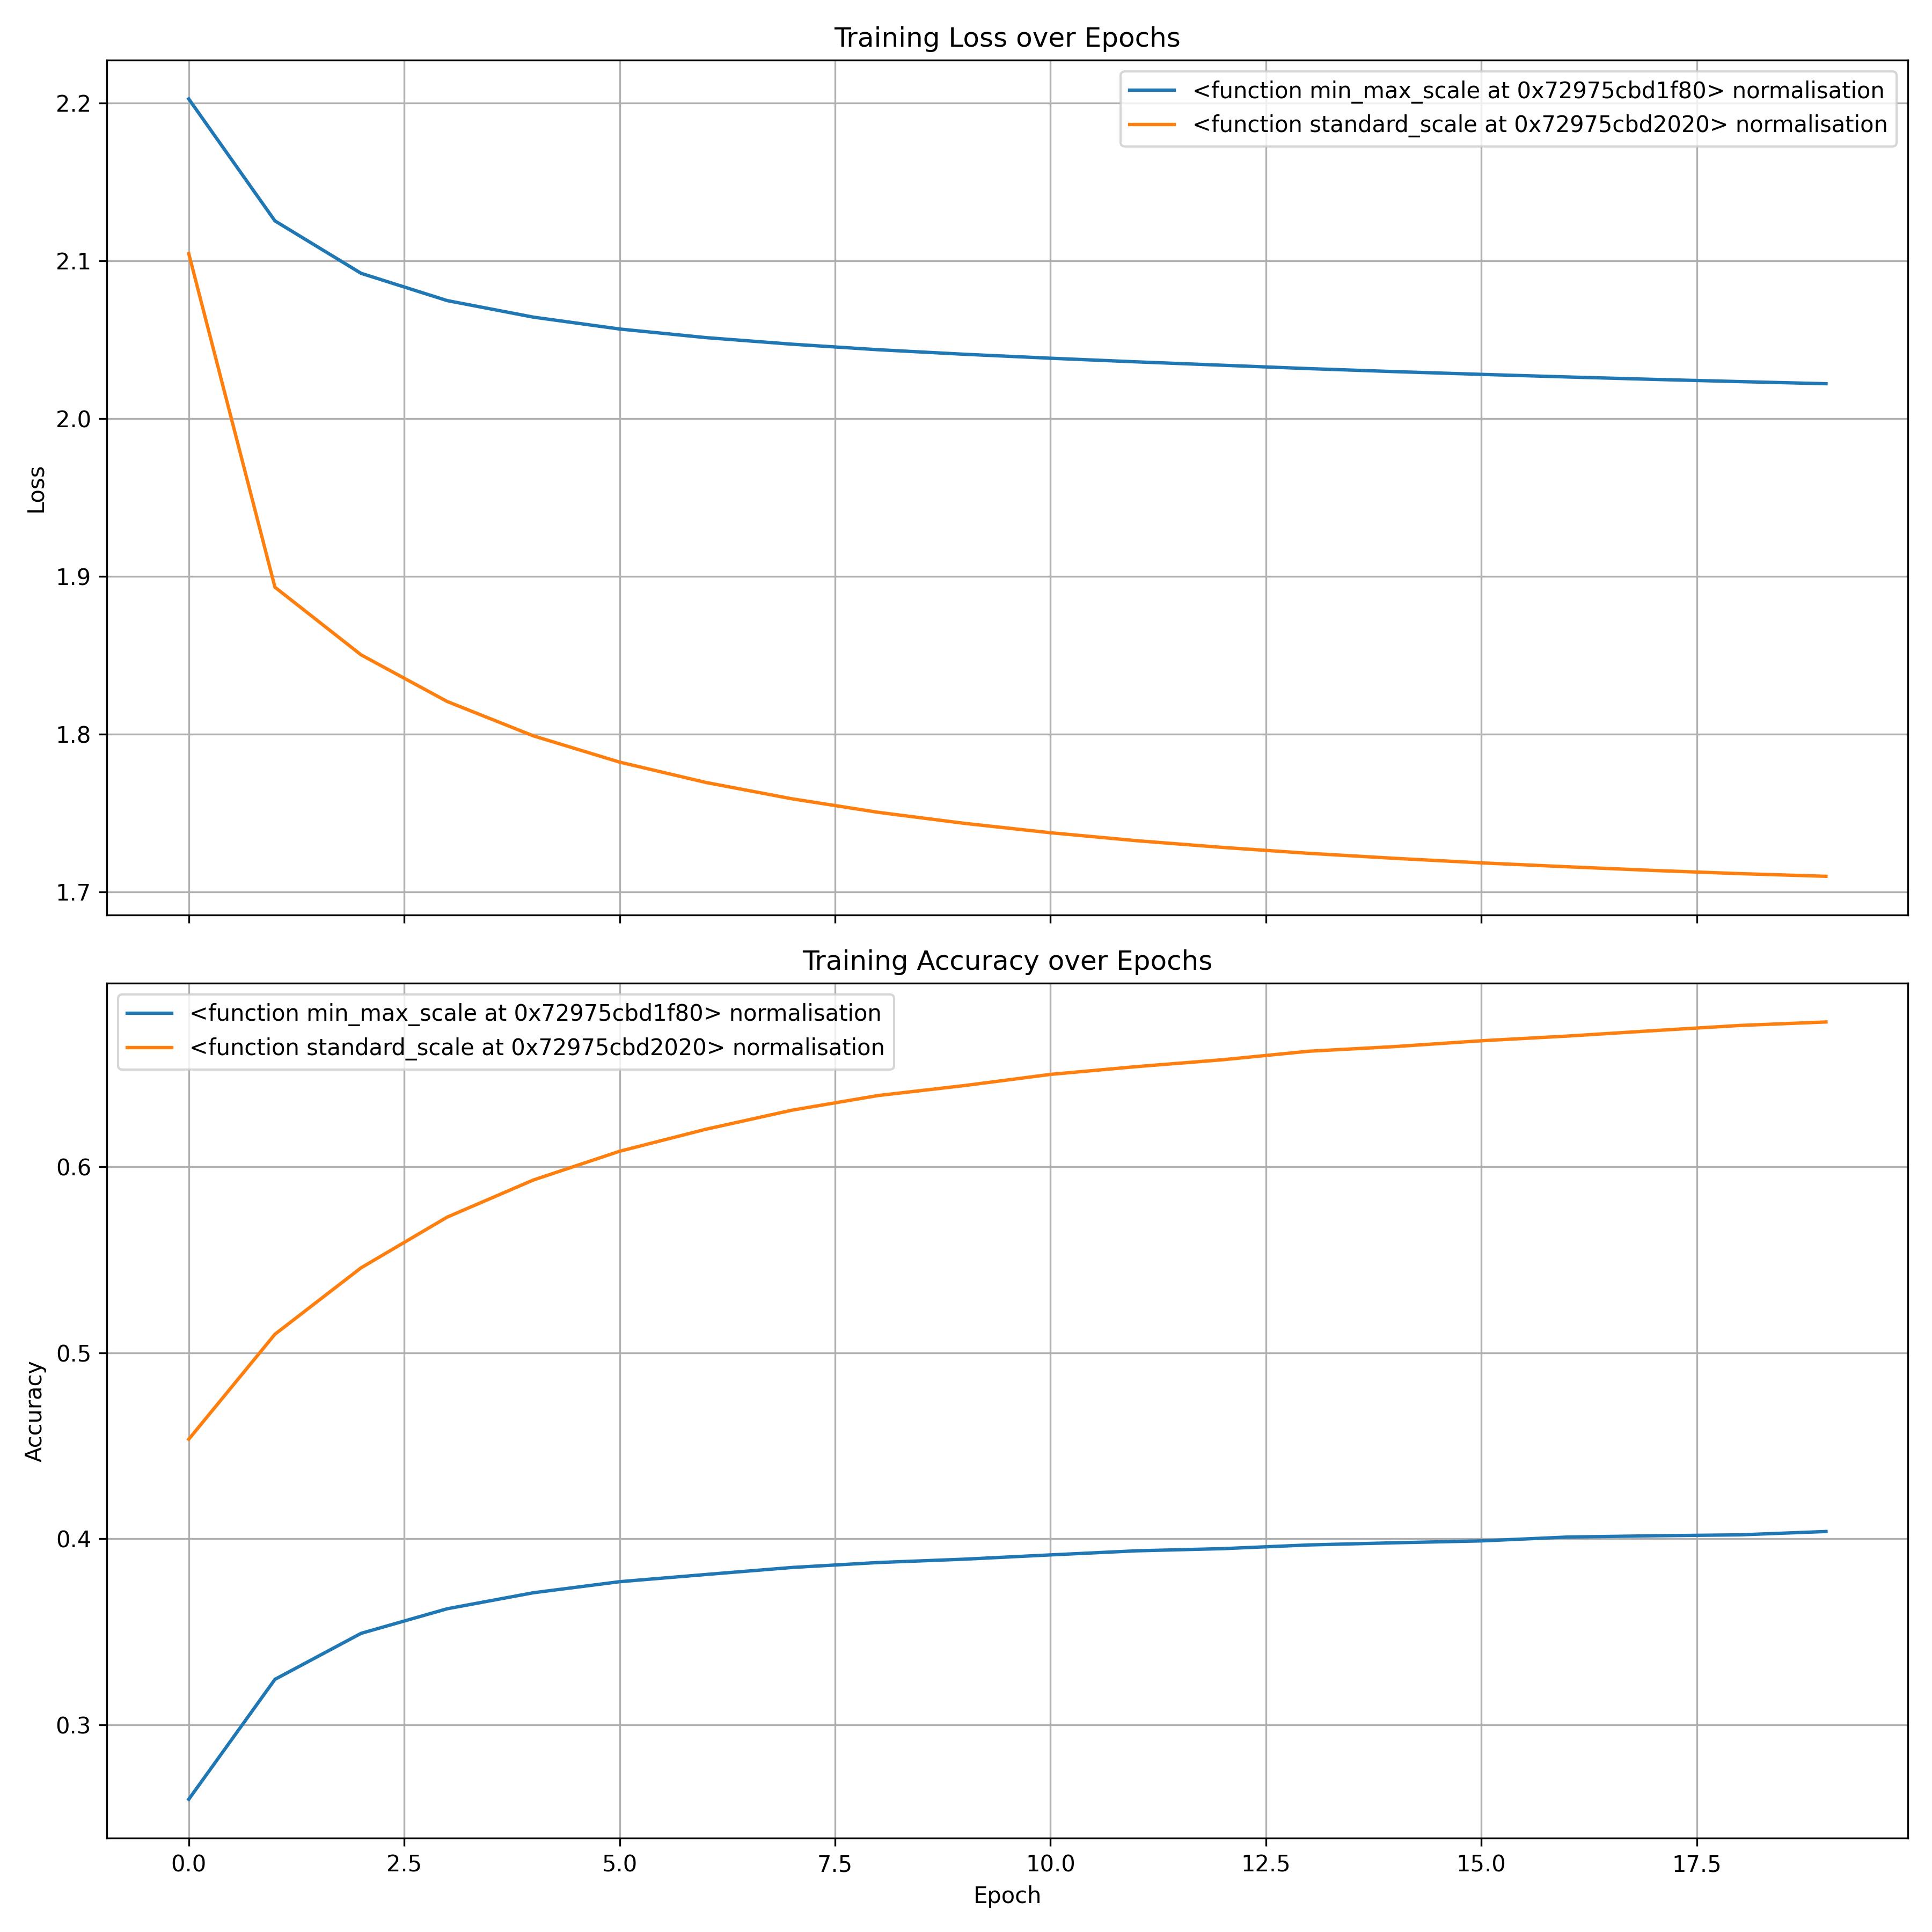 Training Loss over Epochs
<function min_max_scale at 0x72975cbd1f80> normalisation
<function standard_scale at 0x72975cbd2020> normalisation
2.2
2.1
2.0
1.9
1.8
1.7
Loss
Training Accuracy over Epochs
<function min_max_scale at 0x72975cbd1f80> normalisation
<function standard_scale at 0x72975cbd2020> normalisation
0.6
0.5
0.4
0.3
Accuracy
0.0 2.5 5.0 7.5 10.0 12.5 15.0 17.5
Epoch